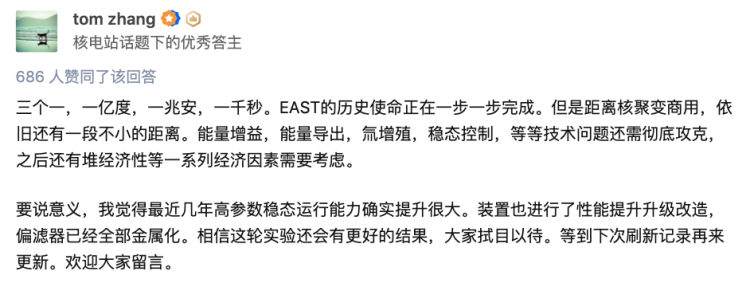 tom zhang
核电站话题下的优秀答主
686 人赞同了该回答
三个一，一亿度，一兆安，一千秒。EAST的历史使命正在一步一步完成。但是距离核聚变商用，依
旧还有一段不小的距离。能量增益，能量导出，氚增殖，稳态控制，等等技术问题还需彻底攻克，
之后还有堆经济性等一系列经济因素需要考虑。
要说意义，我觉得最近几年高参数稳态运行能力确实提升很大。装置也进行了性能提升升级改造，
偏滤器已经全部金属化。相信这轮实验还会有更好的结果，大家拭目以待。等到下次刷新记录再来
更新。欢迎大家留言。